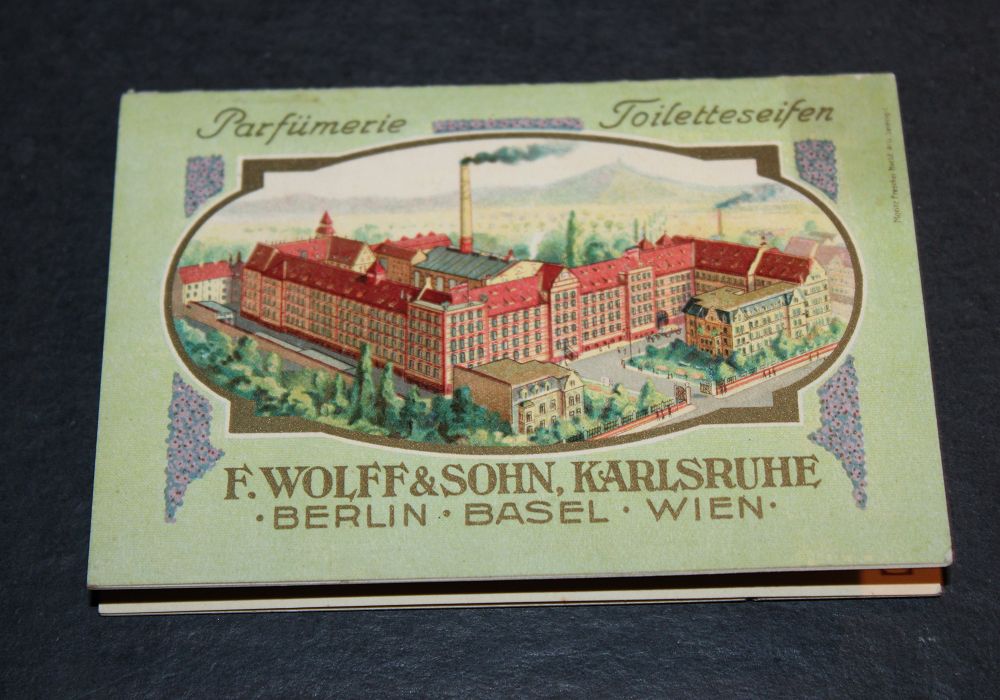 Parfümerie Toiletteseifen
F. WOLFF & SOHN, KARLSRUHE
· BERLIN · BASEL · WIEN ·